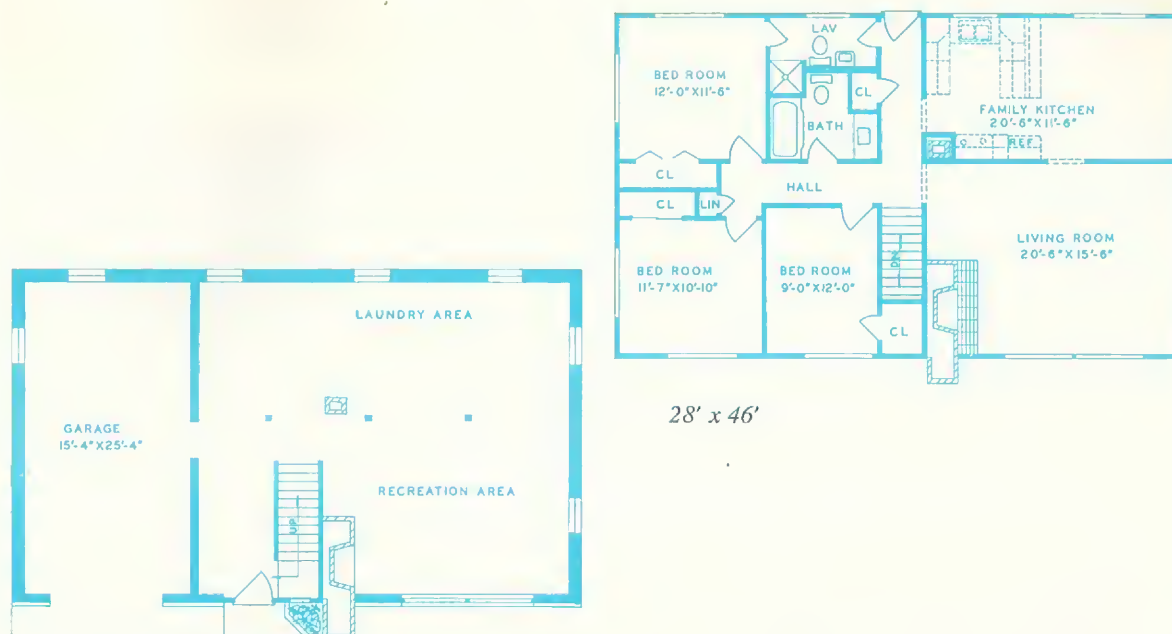 LAV
BED ROOM
12'-0"X11'-6"
CL
BATH
FAMILY KITCHEN
20'-6"X11'-6"
REF.
CL
HALL
CL
LIN
BED ROOM
11'-7"X10'-10"
BED ROOM
9'-0"X12'-0"
DN
LIVING ROOM
20'-6"X15'-6"
CL
28' x 46'
LAUNDRY AREA
GARAGE
15'-4"X25'-4"
RECREATION AREA
UP